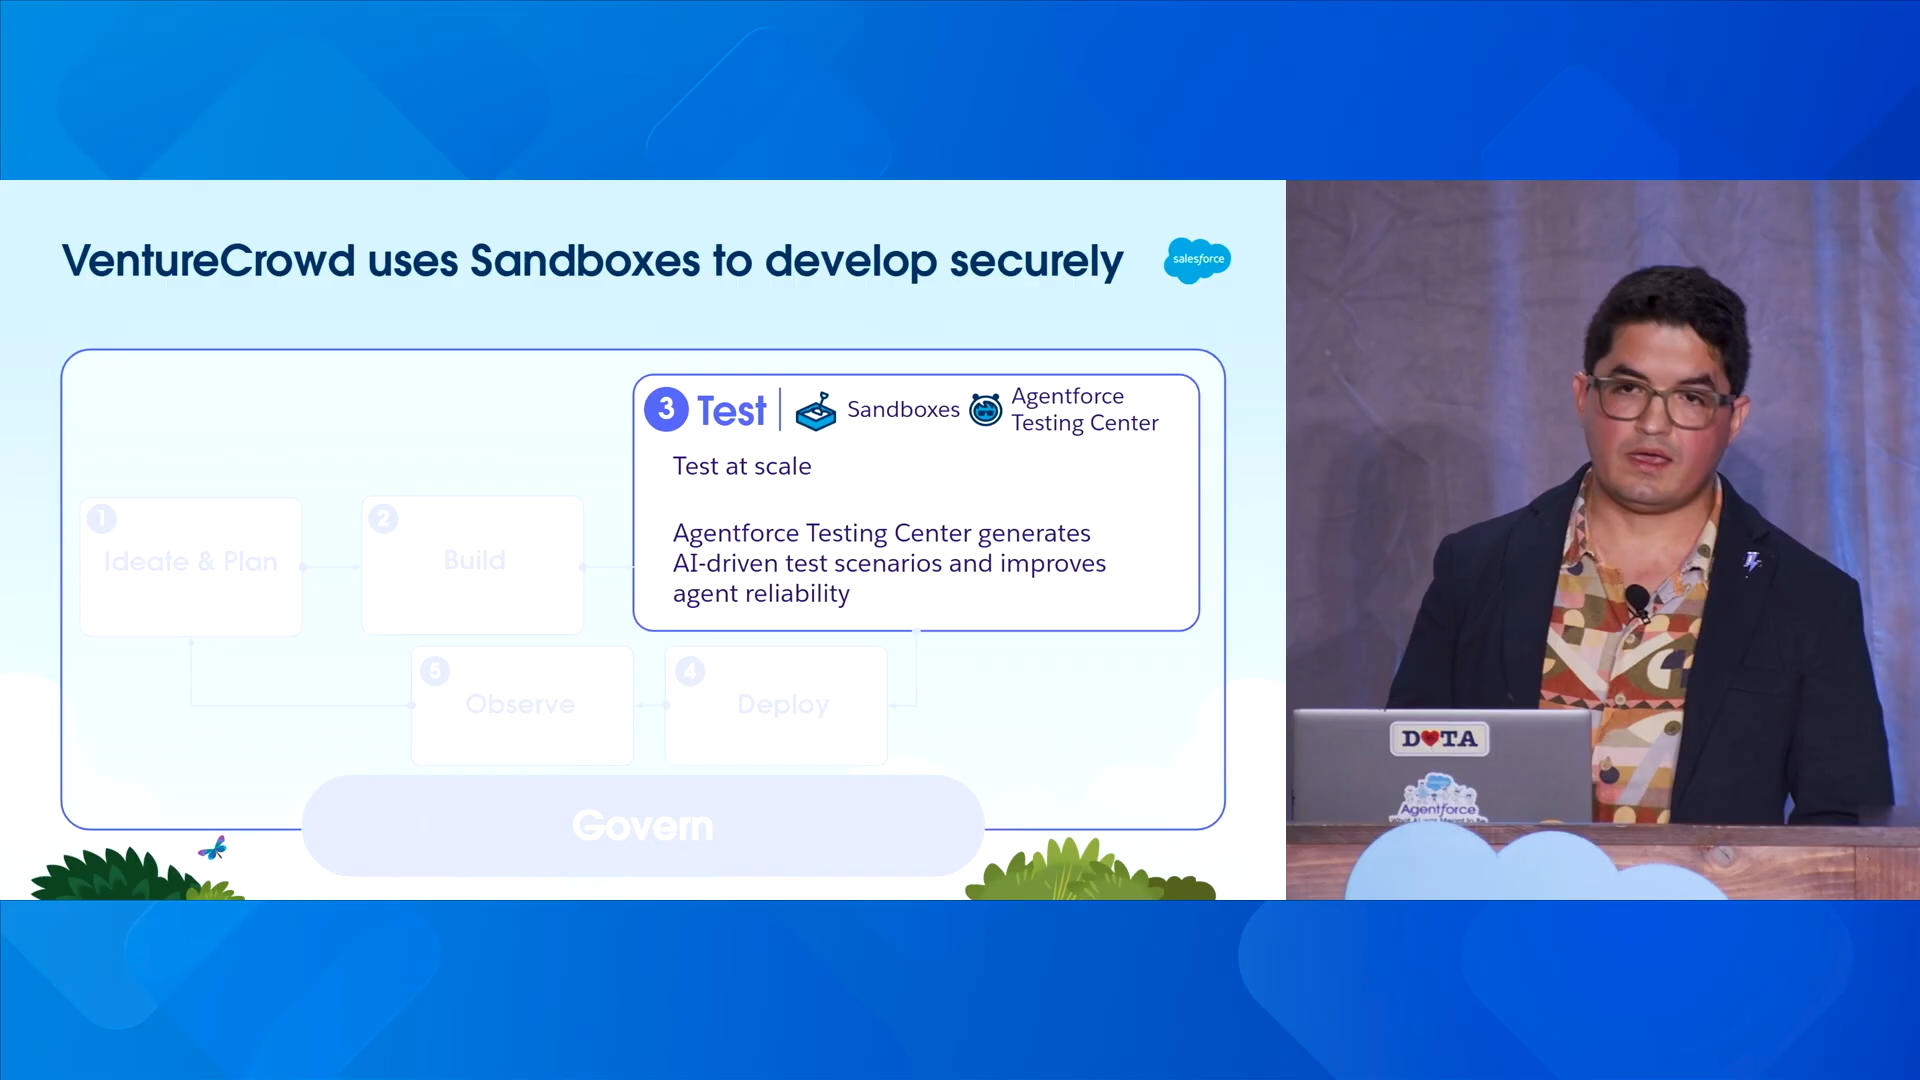 VentureCrowd uses Sandboxes to develop securely
salesforce
3 Test
Sandboxes
Agentforce
Testing Center
Test at scale
Agentforce Testing Center generates
AI-driven test scenarios and improves
agent reliability
1
Ideate & Plan
2
Build
5
Observe
4
Deploy
Govern
D TA
Agentforce